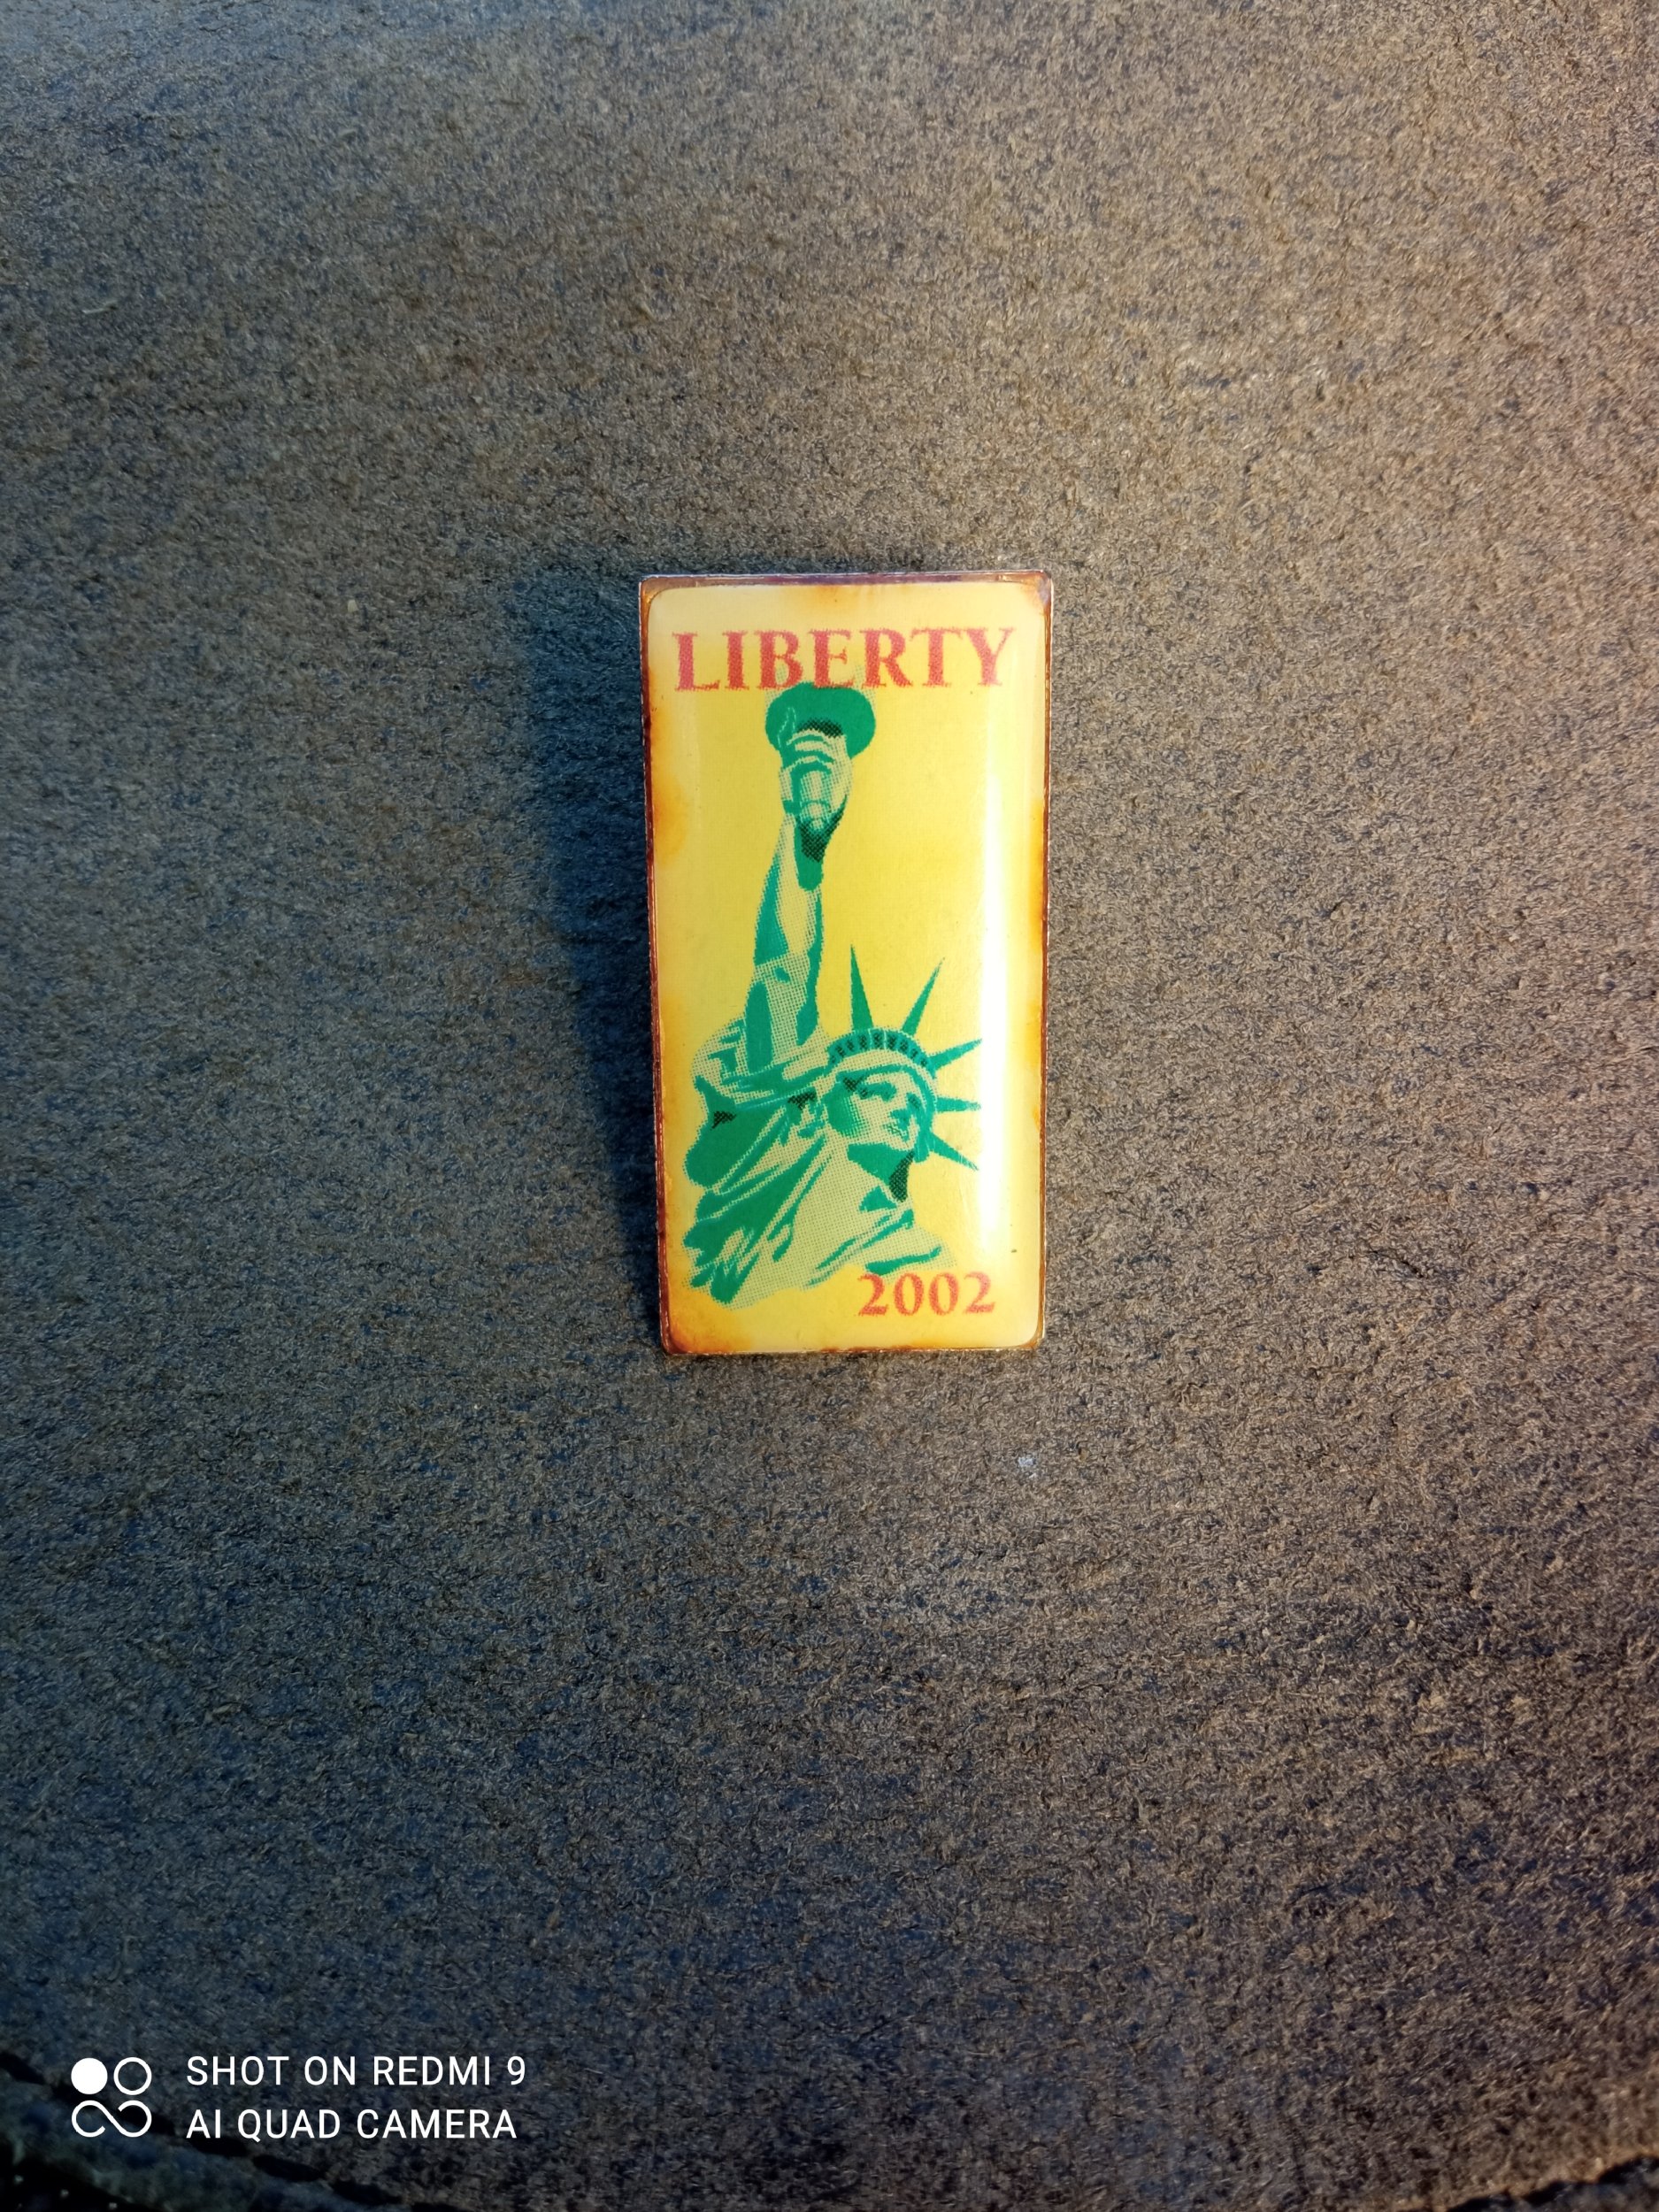 LIBERTY
2002
SHOT ON REDMI 9
AI QUAD CAMERA